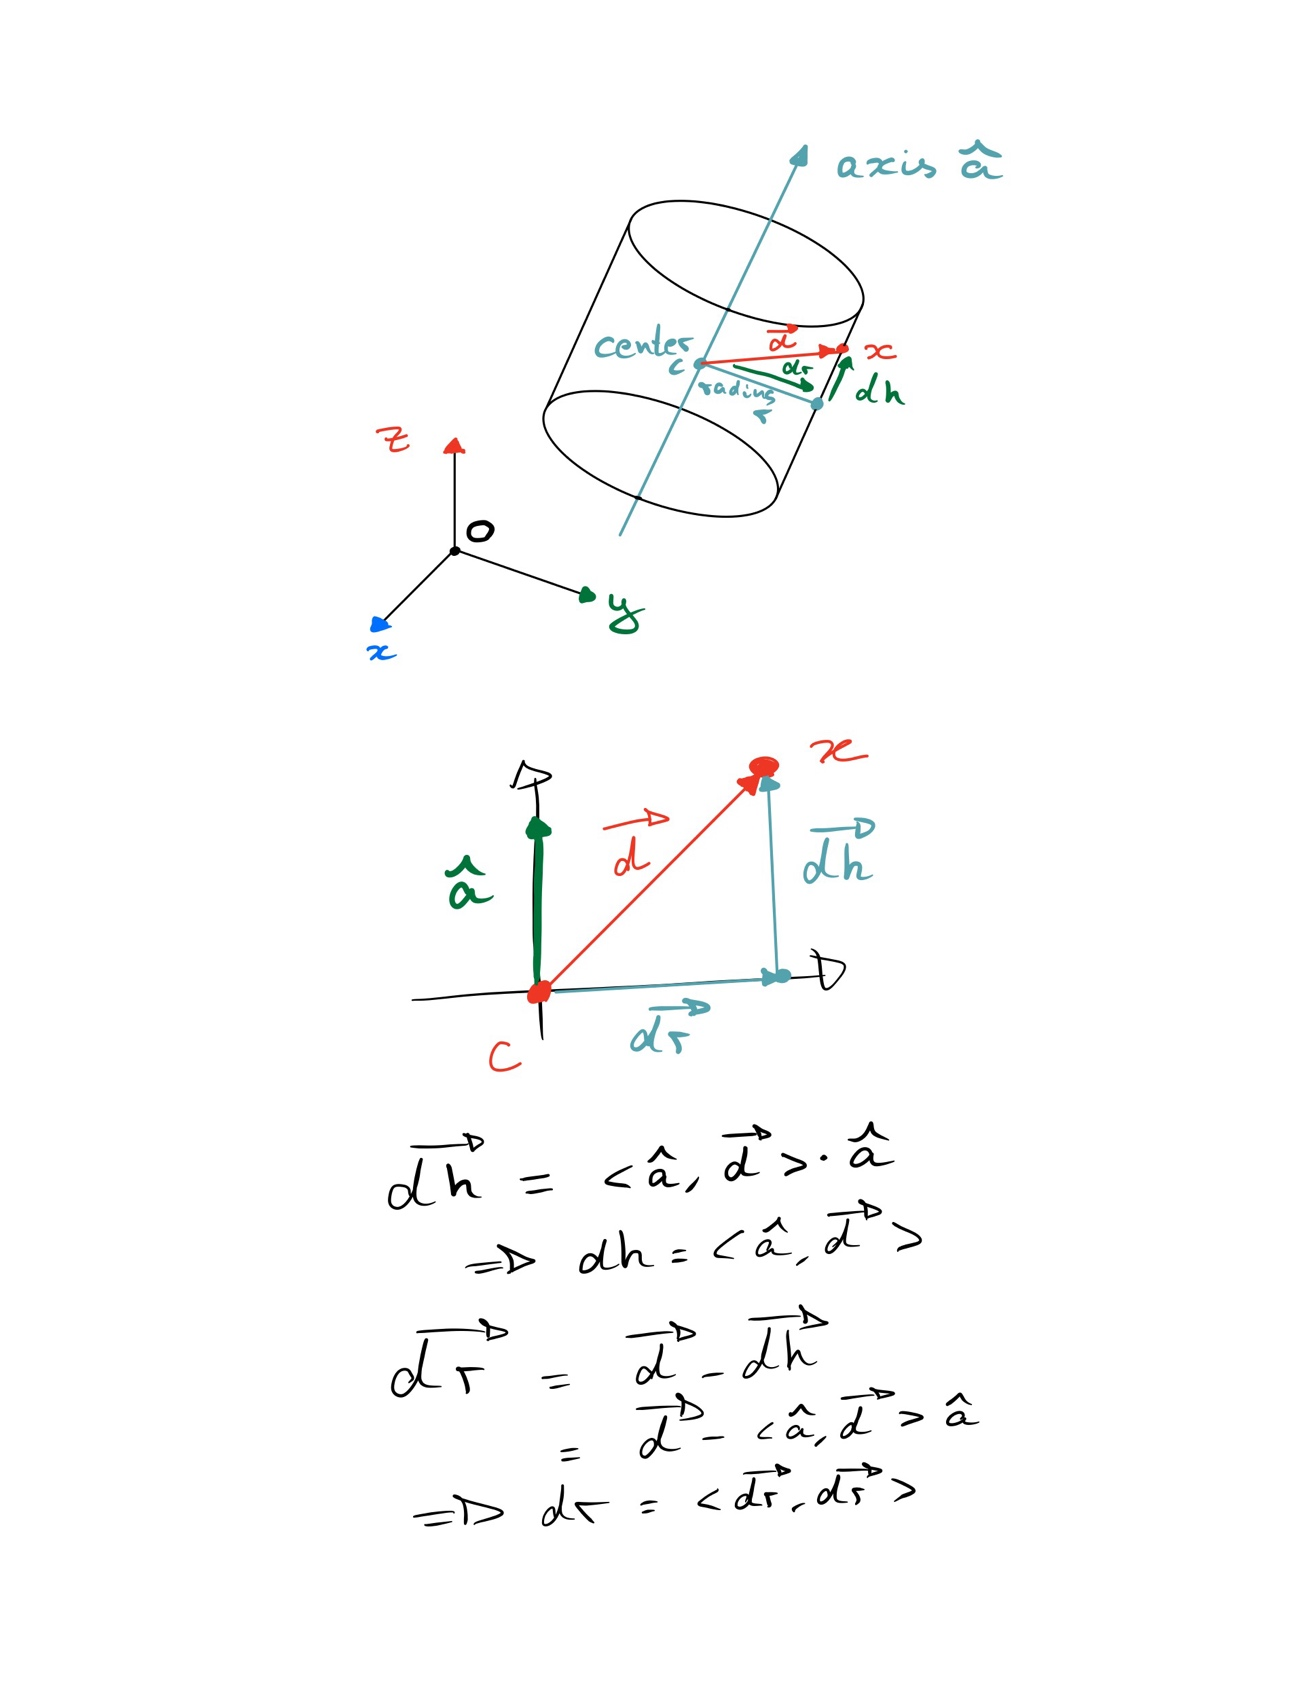 axis â
center
c
d⃗
x
dr
radius
r
dh
z
O
y
x
x
d⃗
dh⃗
â
dr⃗
c
dh⃗ = <â, d⃗>·â
=> dh = <â, d⃗>
dr⃗ = d⃗ - dh⃗
= d⃗ - <â, d⃗> â
=> dr = <dr⃗, dr⃗>